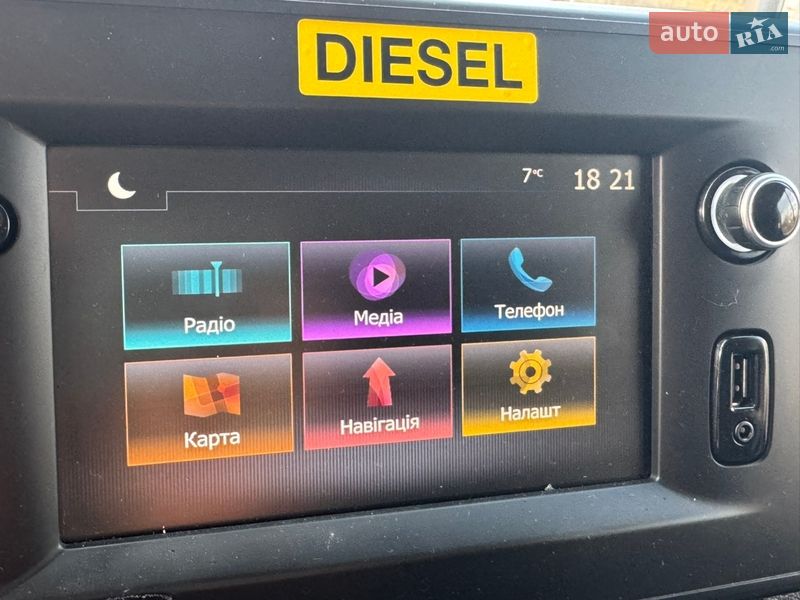 DIESEL
auto RIA
.com
7°C 18 21
Радіо Медіа Телефон
Карта Навігація Налашт